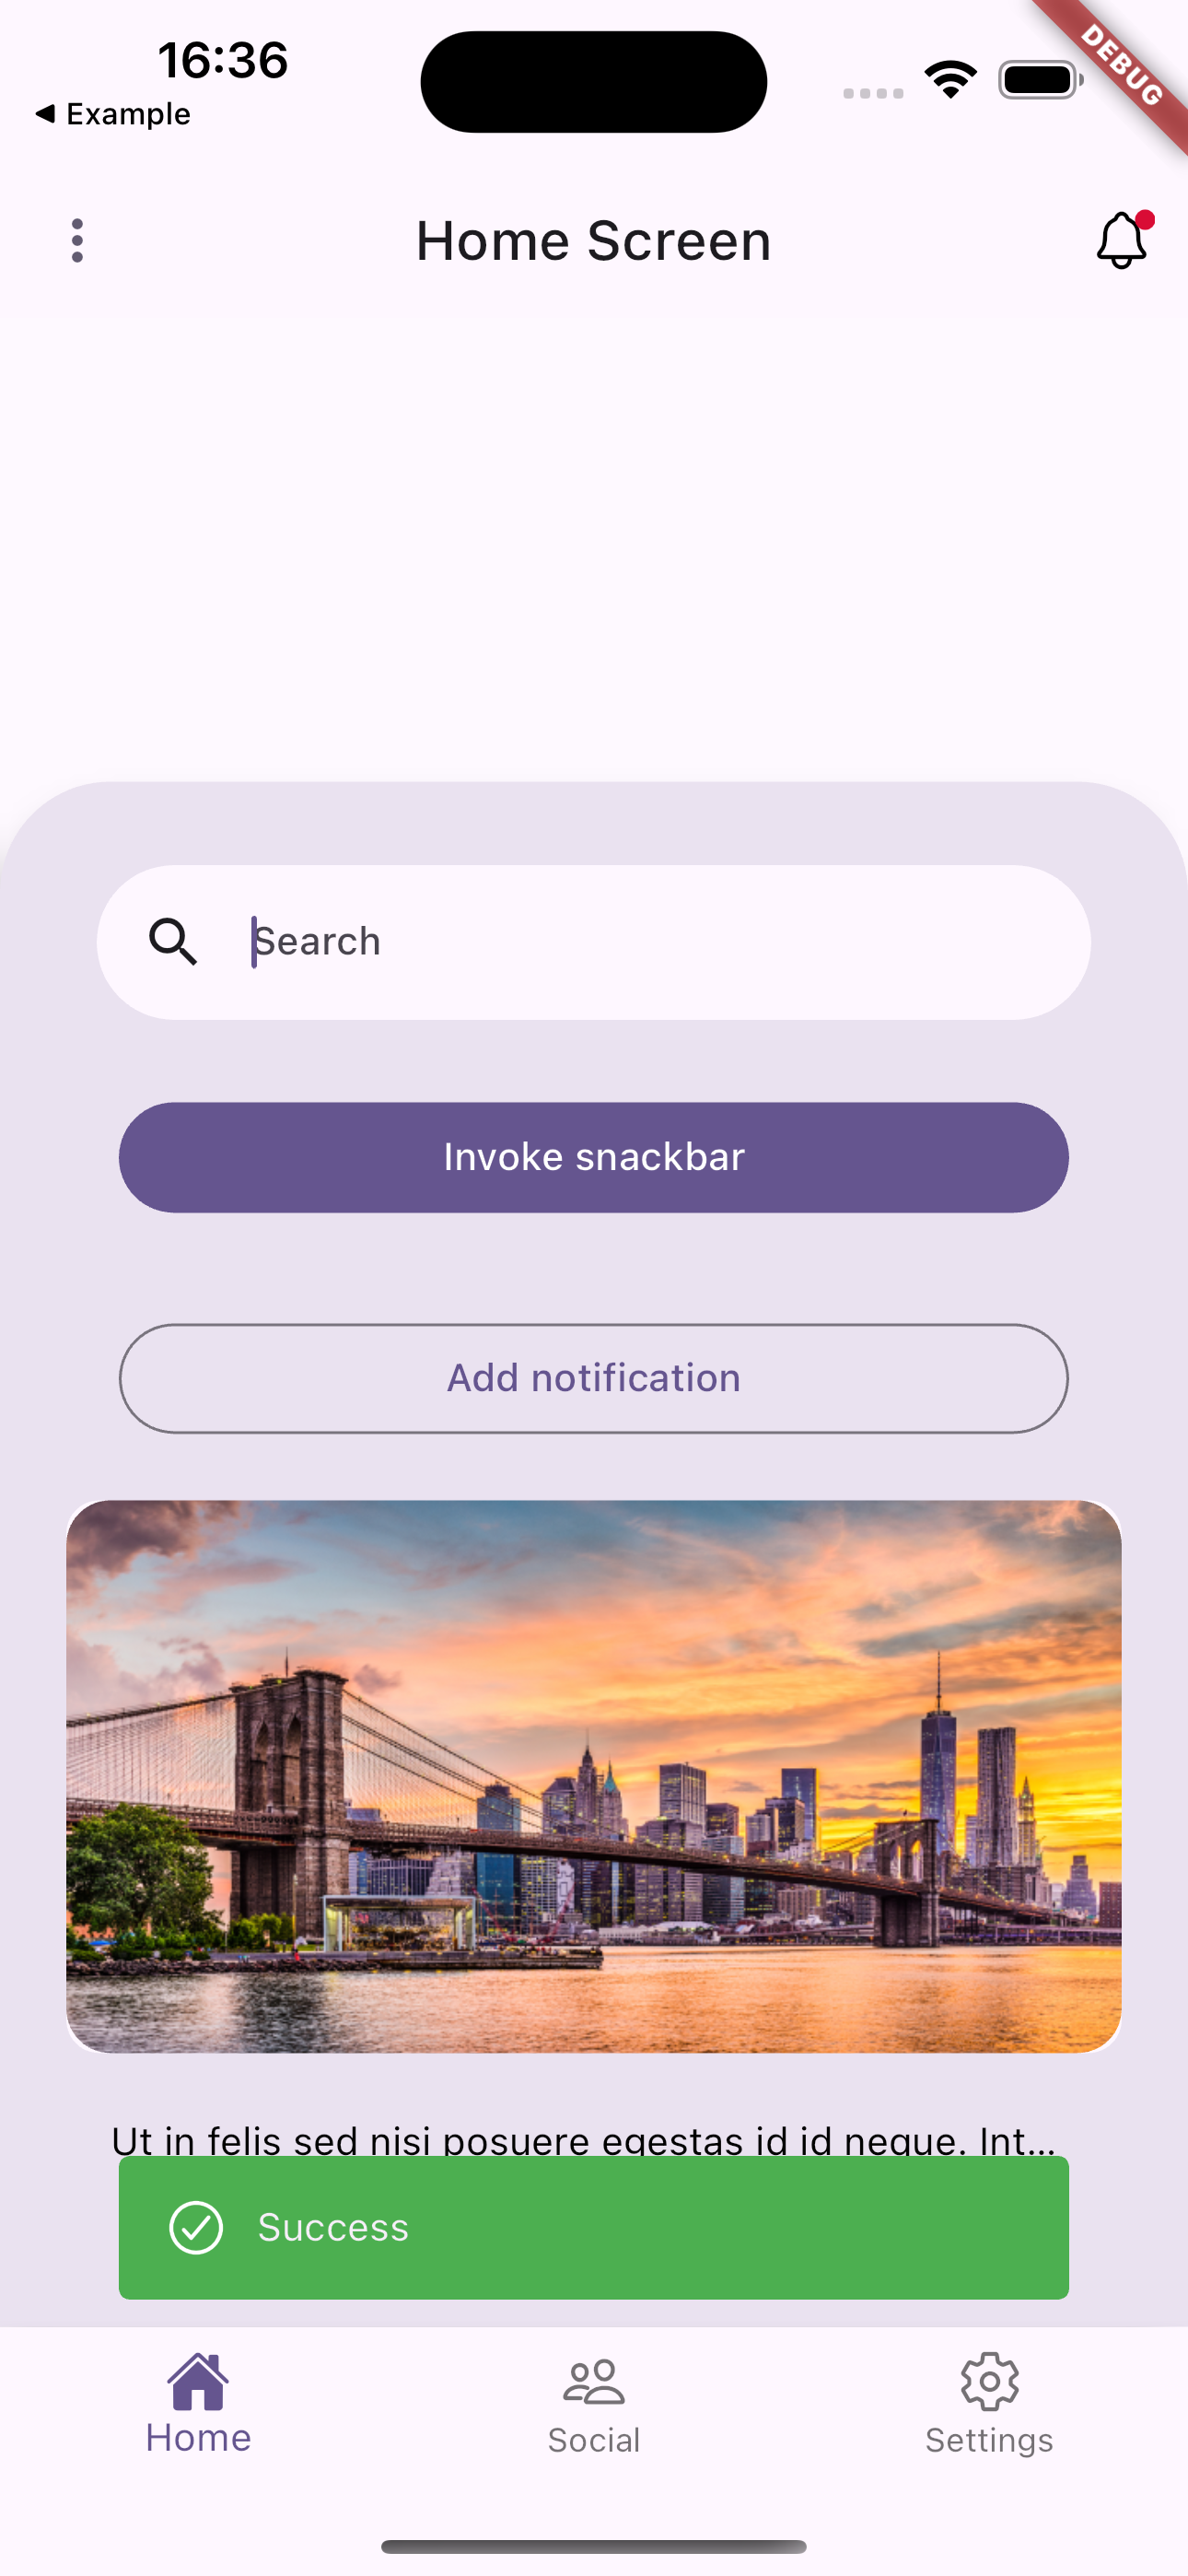 16:36
Example
DEBUG
Home Screen
Search
Invoke snackbar
Add notification
Ut in felis sed nisi posuere egestas id id neque. Int...
Success
Home
Social
Settings